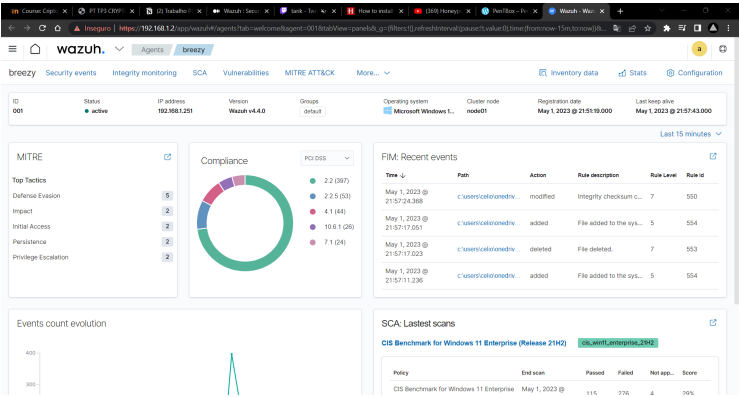 Course: Cript
PT TP3 CRYP
(2) Trabalho P
Wazuh : Secur
tank - Tw
How to install
(369) Honeyp
PenTBox – Pen
Wazuh - Waz
Inseguro | https://192.168.1.2/app/wazuh#/agents?tab=welcome&agent=001&tabView=panels&_g=(filters:!(),refreshInterval:(pause:!t,value:0),time:(from:now-15m,to:now))&
wazuh. Agents breezy a
breezy Security events Integrity monitoring SCA Vulnerabilities MITRE ATT&CK More... Inventory data Stats Configuration
ID Status IP address Version Groups Operating system Cluster node Registration date Last keep alive
001 active 192.168.1.251 Wazuh v4.4.0 default Microsoft Windows 1... node01 May 1, 2023 @ 21:51:19.000 May 1, 2023 @ 21:57:43.000
Last 15 minutes
MITRE
Top Tactics
Defense Evasion 5
Impact 2
Initial Access 2
Persistence 2
Privilege Escalation 2
Compliance PCI DSS
2.2 (397)
2.2.5 (53)
4.1 (44)
10.6.1 (26)
7.1 (24)
FIM: Recent events
Time Path Action Rule description Rule Level Rule Id
May 1, 2023 @
21:57:24.368 c:\users\celio\onedriv... modified Integrity checksum c... 7 550
May 1, 2023 @
21:57:17.051 c:\users\celio\onedriv... added File added to the sys... 5 554
May 1, 2023 @
21:57:17.023 c:\users\celio\onedriv... deleted File deleted. 7 553
May 1, 2023 @
21:57:11.236 c:\users\celio\onedriv... added File added to the sys... 5 554
Events count evolution
400
300
SCA: Lastest scans
CIS Benchmark for Windows 11 Enterprise (Release 21H2) cis_win11_enterprise_21H2
Policy End scan Passed Failed Not app... Score
CIS Benchmark for Windows 11 Enterprise May 1, 2023 @
115 276 4 29%